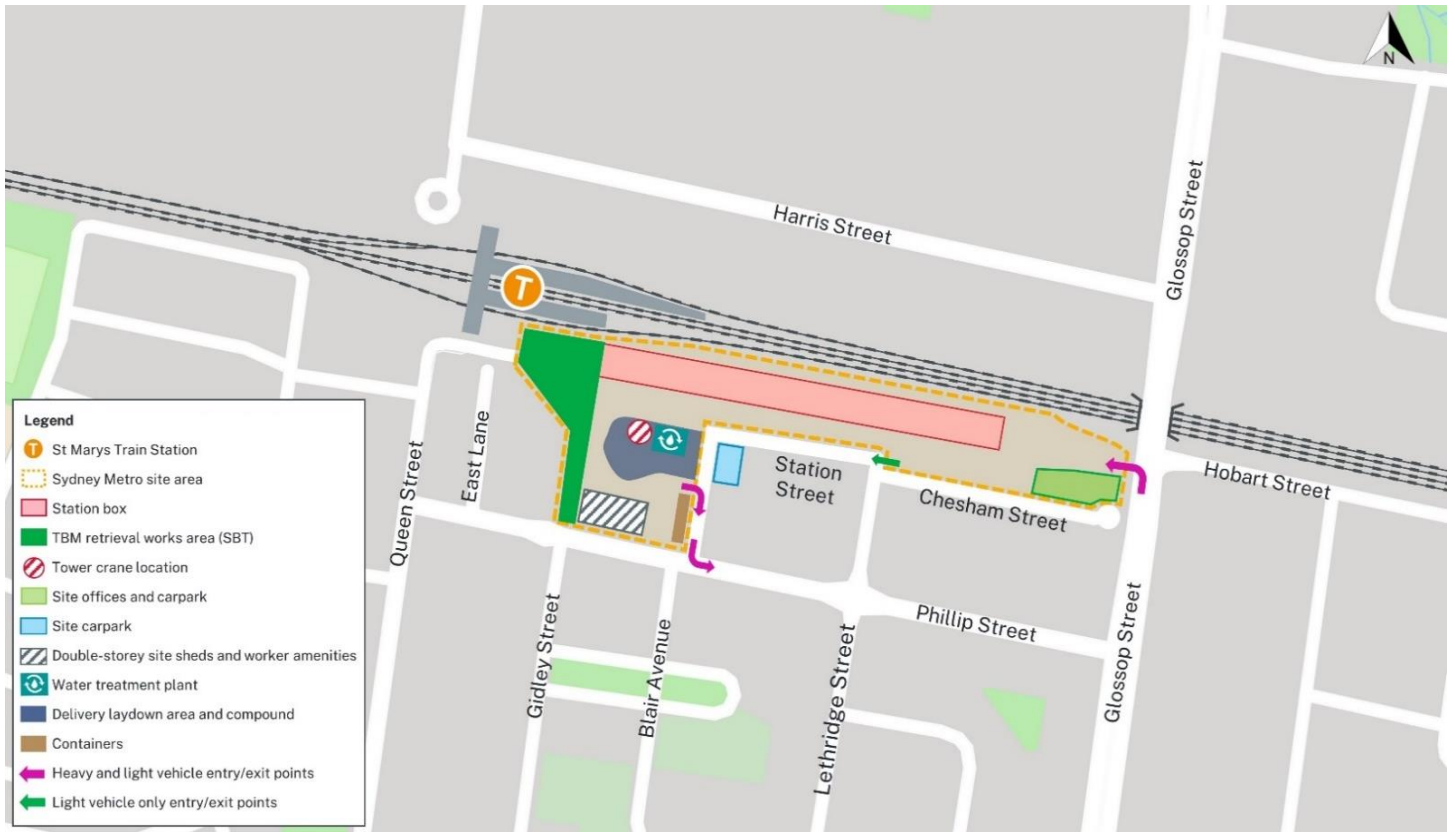 N
Harris Street
Glossop Street
T
Hobart Street
Station
Street
Chesham Street
East Lane
Queen Street
Phillip Street
Gidley Street
Blair Avenue
Lethridge Street
Glossop Street
Legend
T St Marys Train Station
Sydney Metro site area
Station box
TBM retrieval works area (SBT)
Tower crane location
Site offices and carpark
Site carpark
Double-storey site sheds and worker amenities
Water treatment plant
Delivery laydown area and compound
Containers
Heavy and light vehicle entry/exit points
Light vehicle only entry/exit points